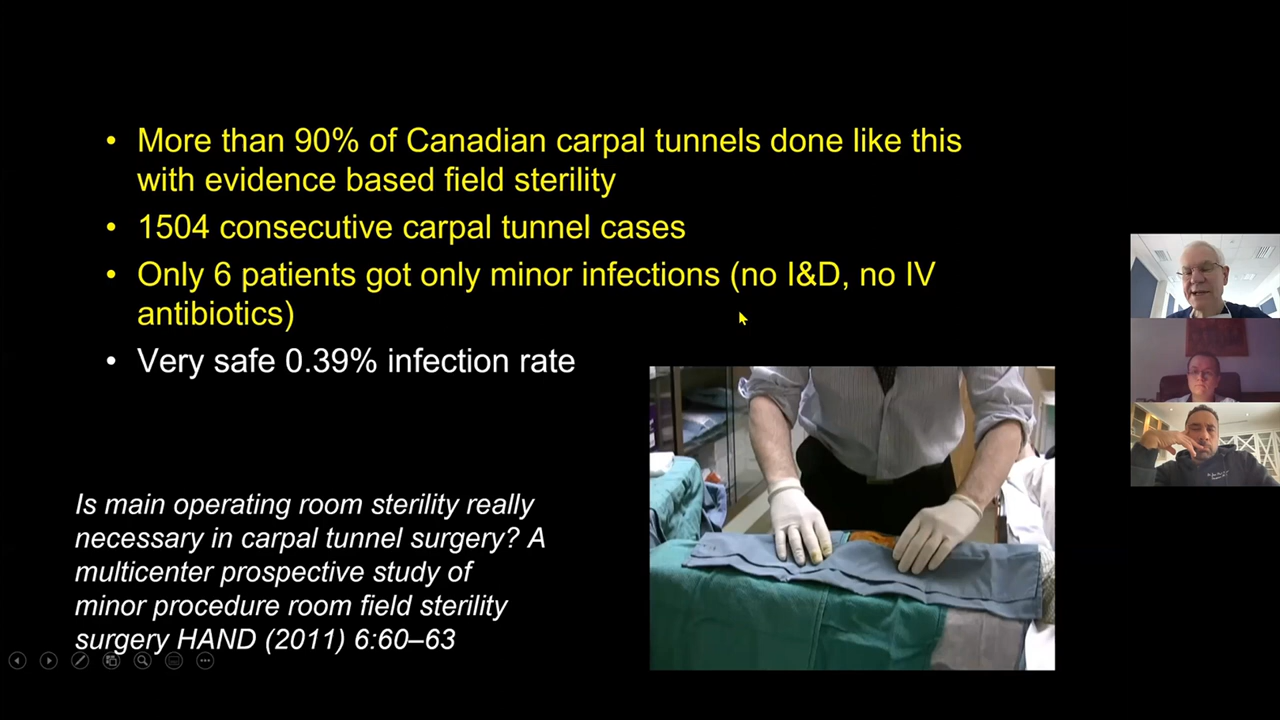 • More than 90% of Canadian carpal tunnels done like this
with evidence based field sterility
• 1504 consecutive carpal tunnel cases
• Only 6 patients got only minor infections (no I&D, no IV
antibiotics)
• Very safe 0.39% infection rate
Is main operating room sterility really
necessary in carpal tunnel surgery? A
multicenter prospective study of
minor procedure room field sterility
surgery HAND (2011) 6:60–63